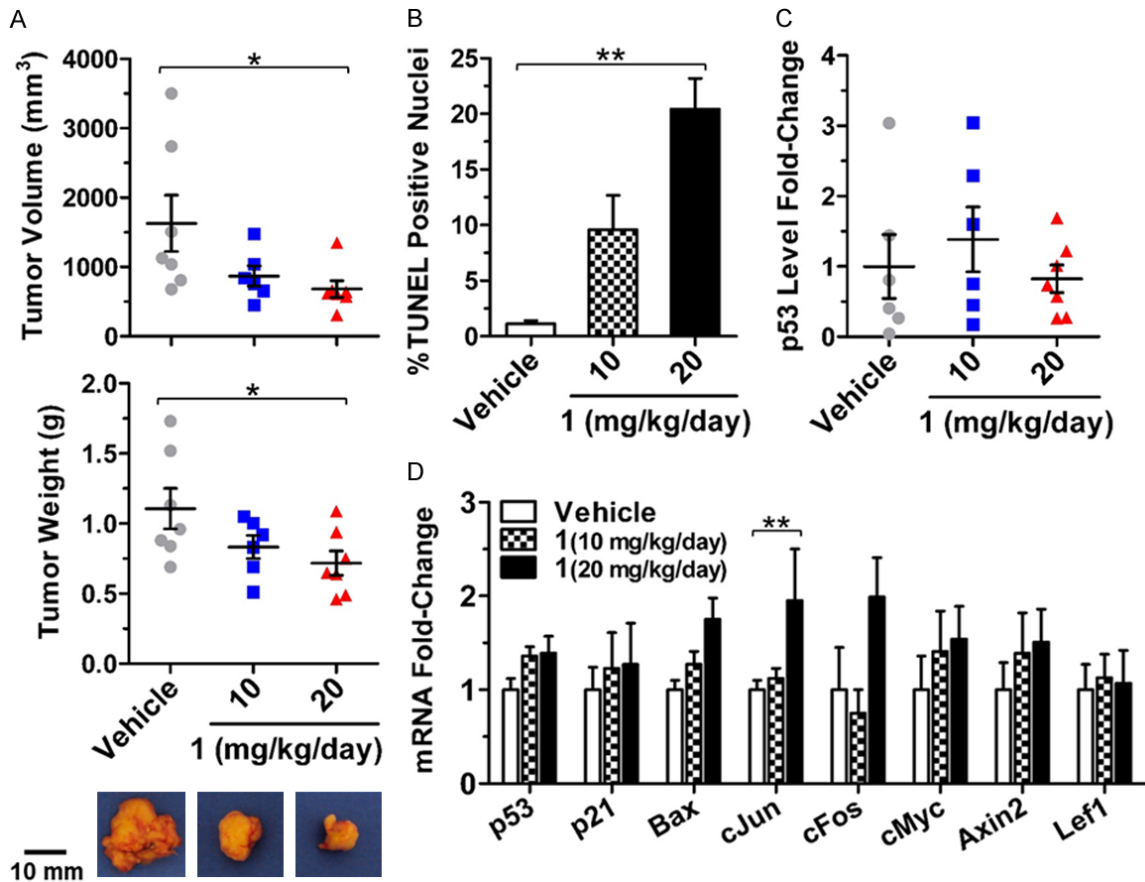 A
Tumor Volume (mm³)
4000
3000
2000
1000
0
*
Tumor Weight (g)
2.0
1.5
1.0
0.5
0.0
*
Vehicle
10
20
1 (mg/kg/day)
10 mm
B
%TUNEL Positive Nuclei
25
20
15
10
5
0
**
Vehicle
10
20
1 (mg/kg/day)
C
p53 Level Fold-Change
4
3
2
1
0
Vehicle
10
20
1 (mg/kg/day)
D
mRNA Fold-Change
3
2
1
0
Vehicle
1(10 mg/kg/day)
1(20 mg/kg/day)
**
p53
p21
Bax
cJun
cFos
cMyc
Axin2
Lef1